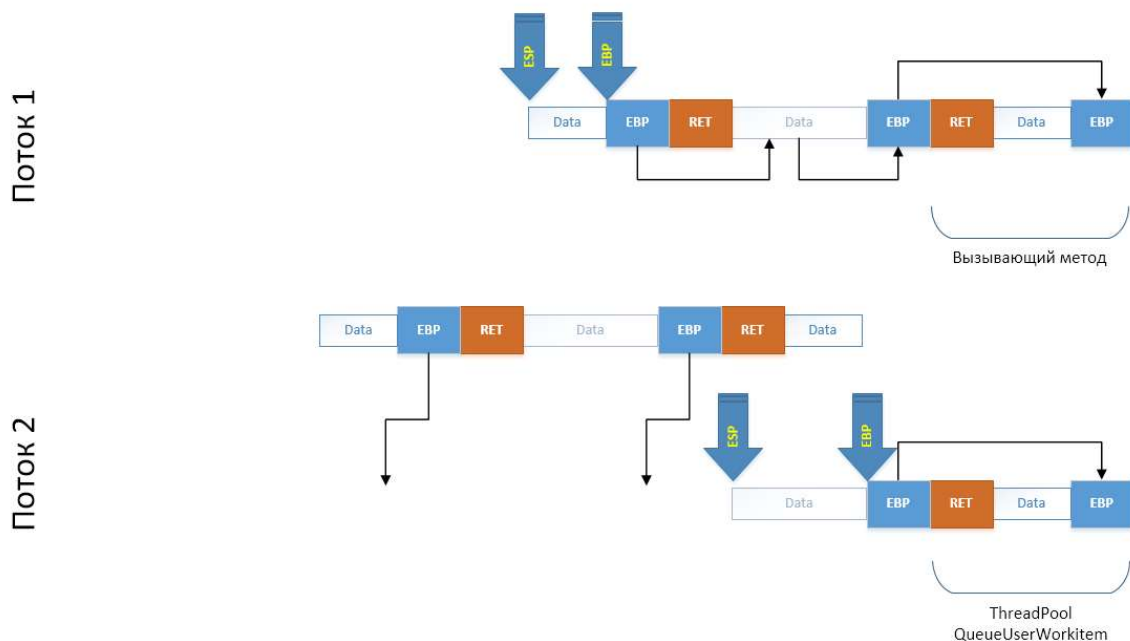 Поток 1
ESP
EBP
Data
EBP
RET
Data
EBP
RET
Data
EBP
Вызывающий метод
Data
EBP
RET
Data
EBP
RET
Data
Поток 2
ESP
EBP
Data
EBP
RET
Data
EBP
ThreadPool
QueueUserWorkitem